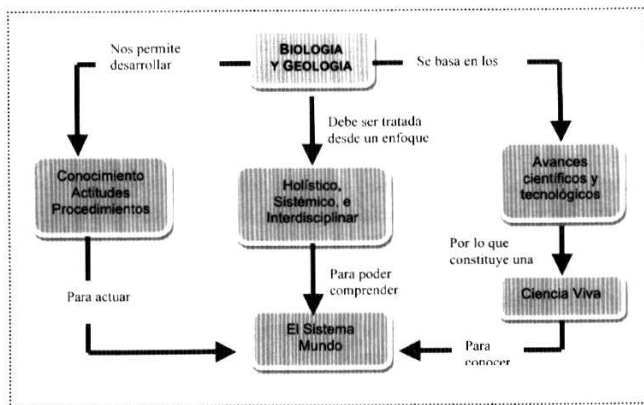 BIOLOGIA
Y GEOLOGIA
Nos permite
desarrollar
Se basa en los
Debe ser tratada
desde un enfoque
Conocimiento
Actitudes
Procedimientos
Holístico,
Sistémico, e
Interdisciplinar
Avances
científicos y
tecnológicos
Por lo que
constituye una
Para actuar
Para poder
comprender
Ciencia Viva
El Sistema
Mundo
Para
conocer